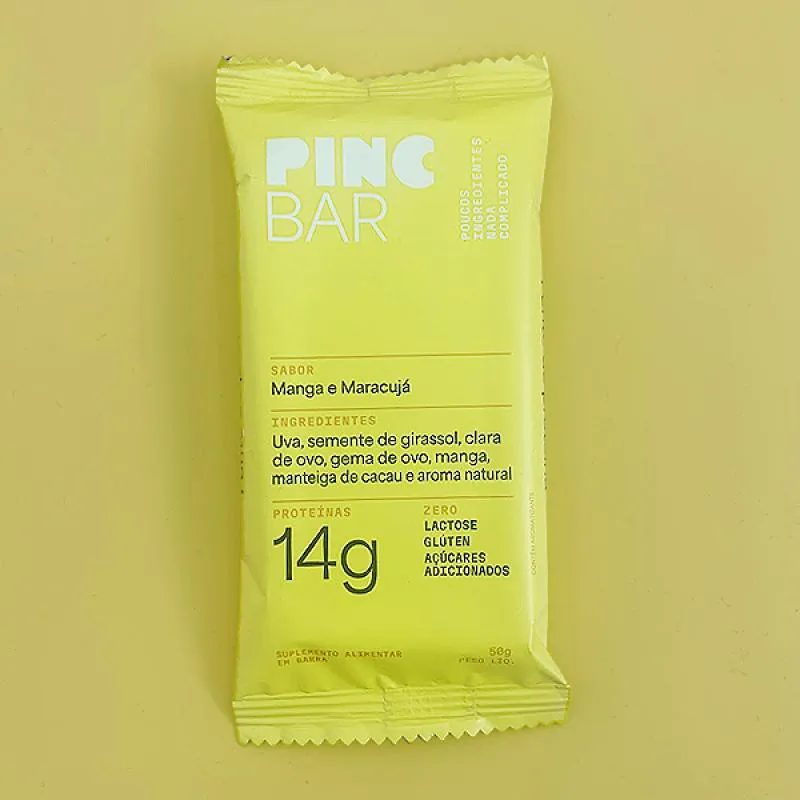 PINC
BAR
POUCOS
INGREDIENTES
NADA
COMPLICADO
SABOR
Manga e Maracujá
INGREDIENTES
Uva, semente de girassol, clara
de ovo, gema de ovo, manga,
manteiga de cacau e aroma natural
PROTEÍNAS
14g
ZERO
LACTOSE
GLÚTEN
AÇÚCARES
ADICIONADOS
CONTÉM AROMATIZANTE
SUPLEMENTO ALIMENTAR
EM BARRA
50g
PESO LÍQ.